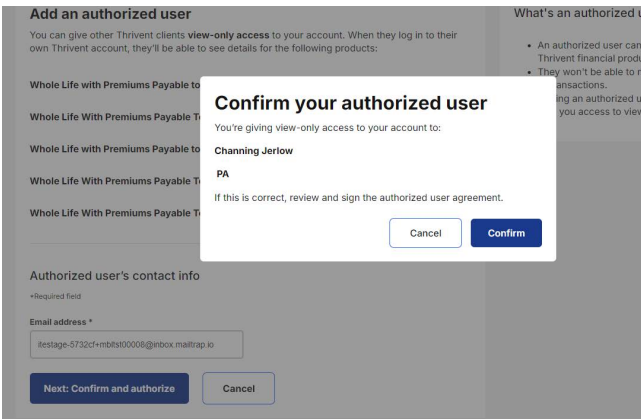 Add an authorized user
You can give other Thrivent clients view-only access to your account. When they log in to their
own Thrivent account, they'll be able to see details for the following products:
Whole Life with Premiums Payable to
Whole Life With Premiums Payable T
Whole Life with Premiums Payable to
Whole Life With Premiums Payable T
Whole Life With Premiums Payable T
Authorized user's contact info
*Required field
Email address *
itestage-5732cf+mbltst00008@inbox.mailtrap.io
Next: Confirm and authorize
Cancel
Confirm your authorized user
You're giving view-only access to your account to:
Channing Jerlow
PA
If this is correct, review and sign the authorized user agreement.
Cancel
Confirm
What's an authorized
• An authorized user can
Thrivent financial
• They won't be able to
ing an authorized
you access to